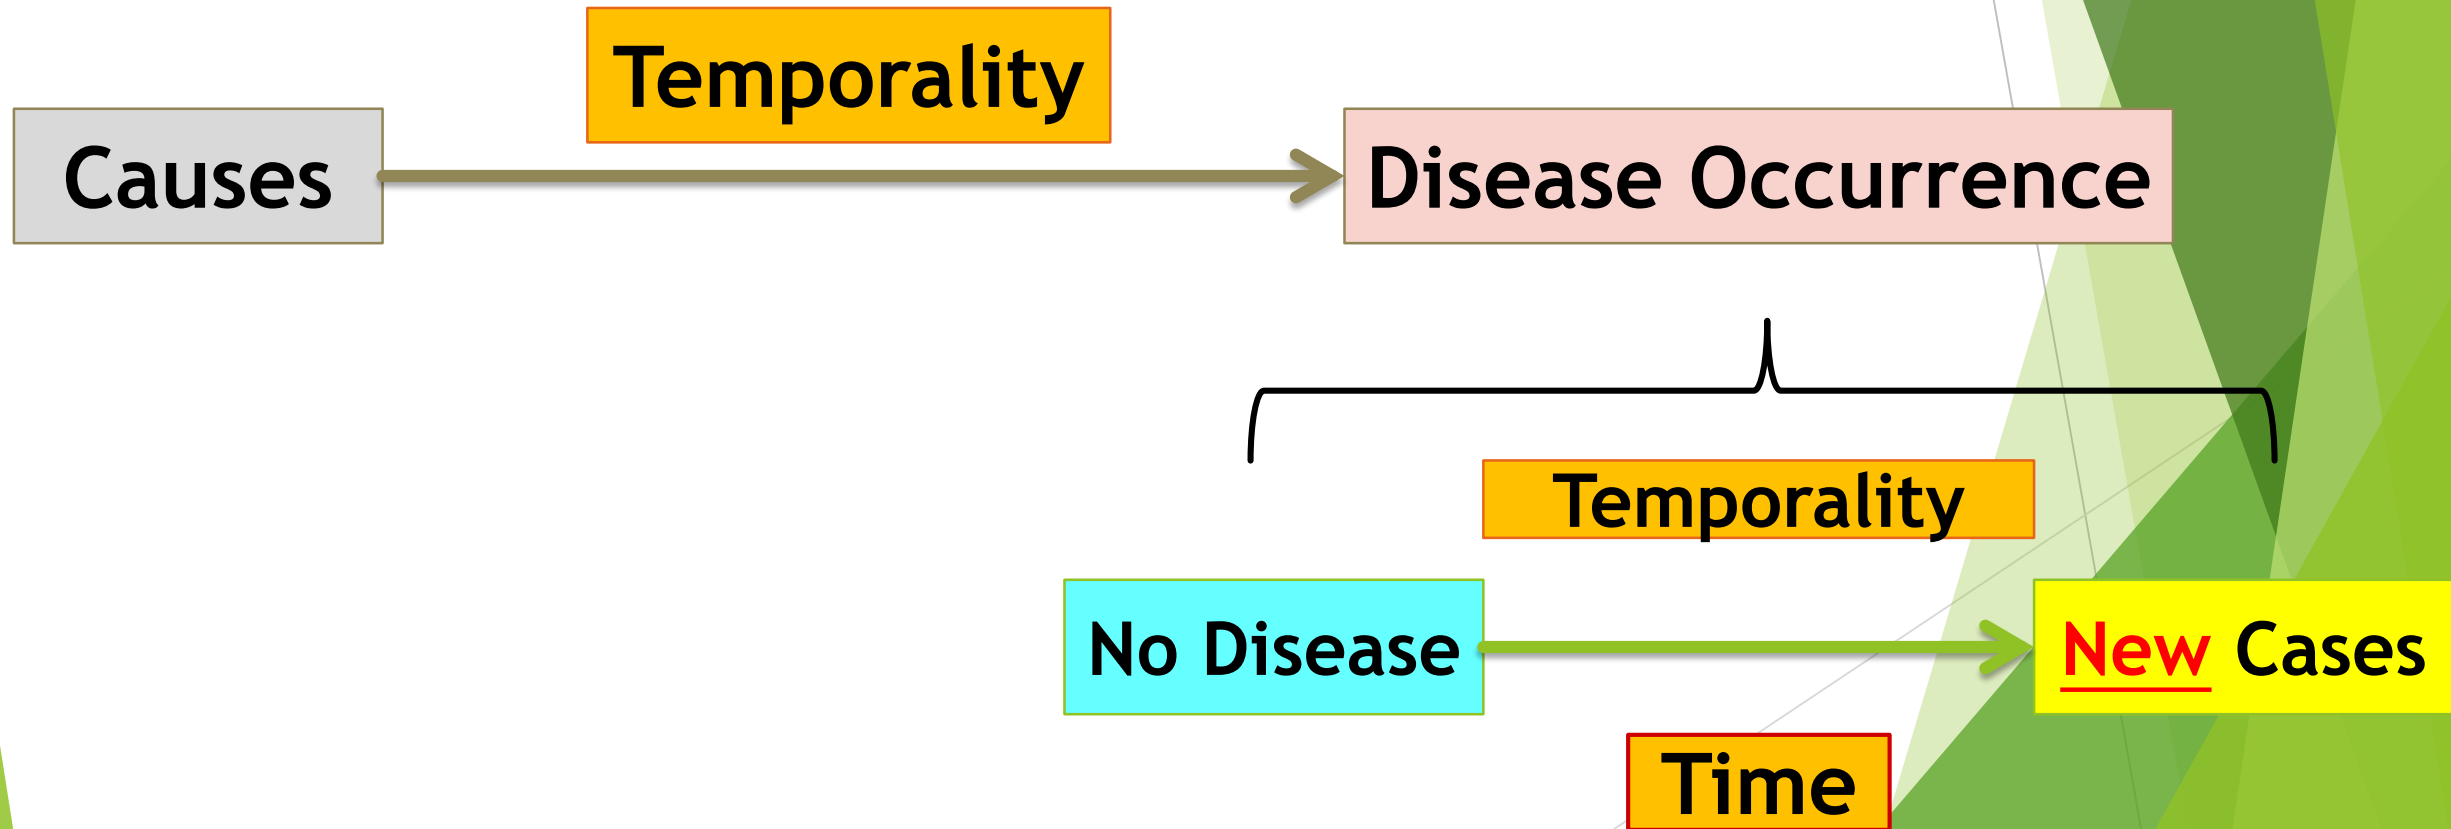 Temporality
Causes
Disease Occurrence
Temporality
No Disease
New Cases
Time